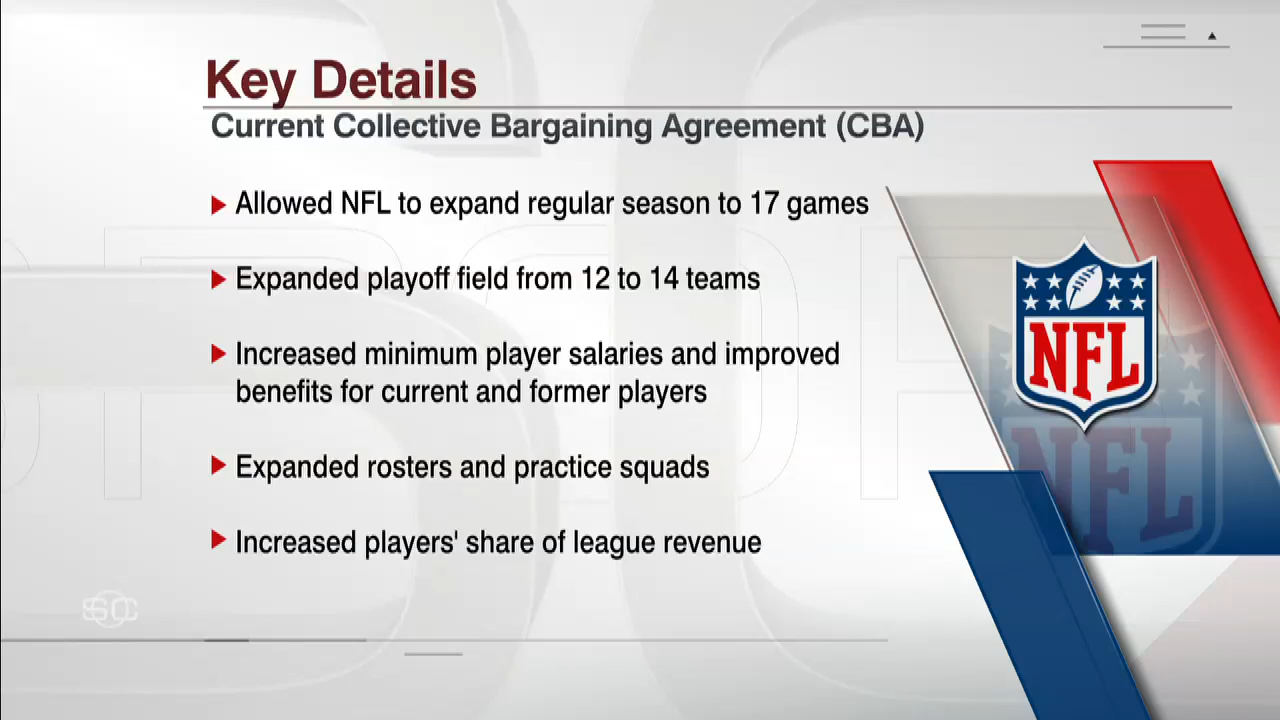 Key Details
Current Collective Bargaining Agreement (CBA)
Allowed NFL to expand regular season to 17 games
Expanded playoff field from 12 to 14 teams
Increased minimum player salaries and improved
benefits for current and former players
Expanded rosters and practice squads
Increased players' share of league revenue
NFL
NFL
SC